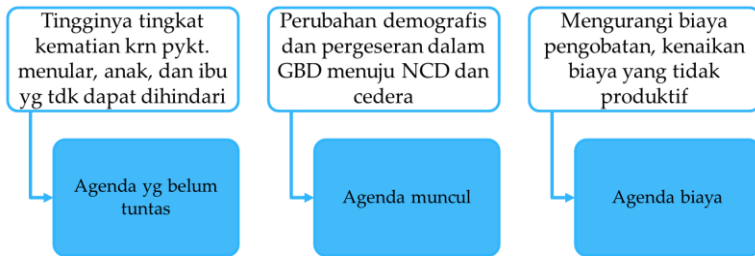 Tingginya tingkat
kematian krn pykt.
menular, anak, dan ibu
yg tdk dapat dihindari
Agenda yg belum
tuntas
Perubahan demografis
dan pergeseran dalam
GBD menuju NCD dan
cedera
Agenda muncul
Mengurangi biaya
pengobatan, kenaikan
biaya yang tidak
produktif
Agenda biaya